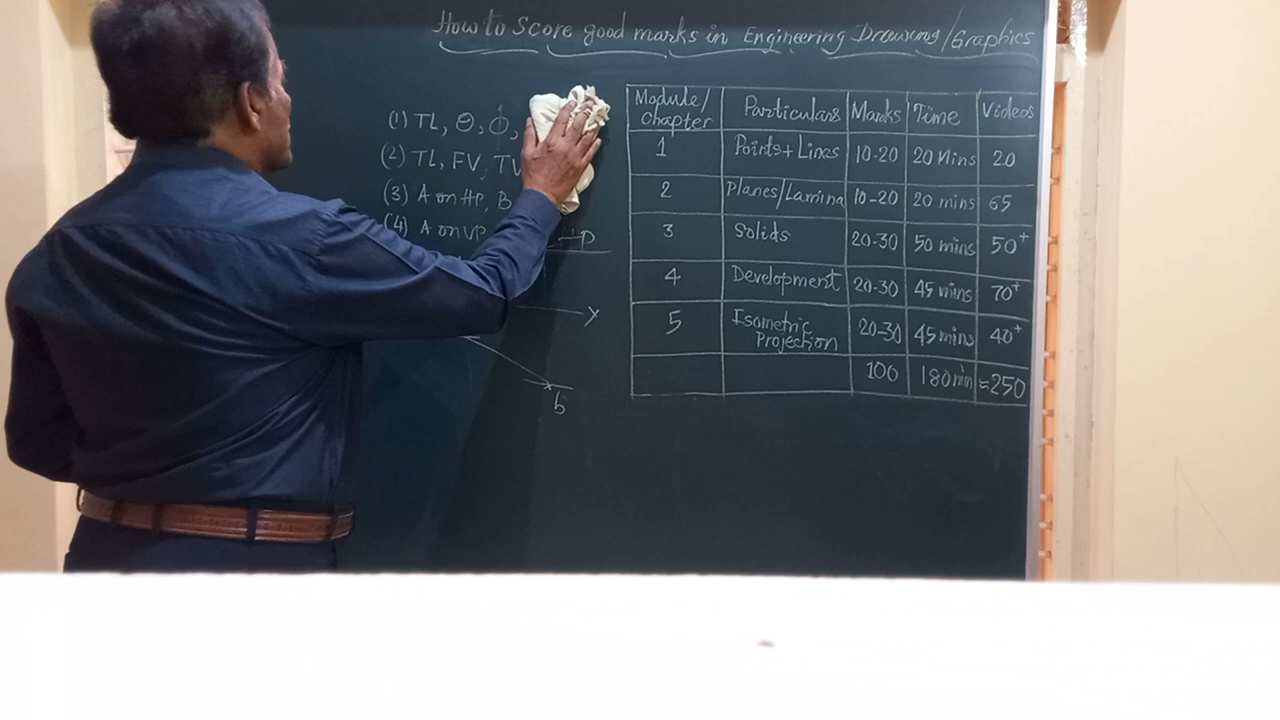 How to Score good marks in Engineering Drawing/Graphics
(1) TL, θ, Φ,
(2) TL, FV, TV
(3) A on HP, B
(4) A on VP
HP
Y
b
Module/chapter Particulars Marks Time Videos
1 Points+Lines 10-20 20 Mins 20
2 Planes/Lamina 10-20 20 mins 65
3 Solids 20-30 50 mins 50+
4 Development 20-30 45 mins 70+
5 Isometric Projection 20-30 45 mins 40+
100 180 min ≈250